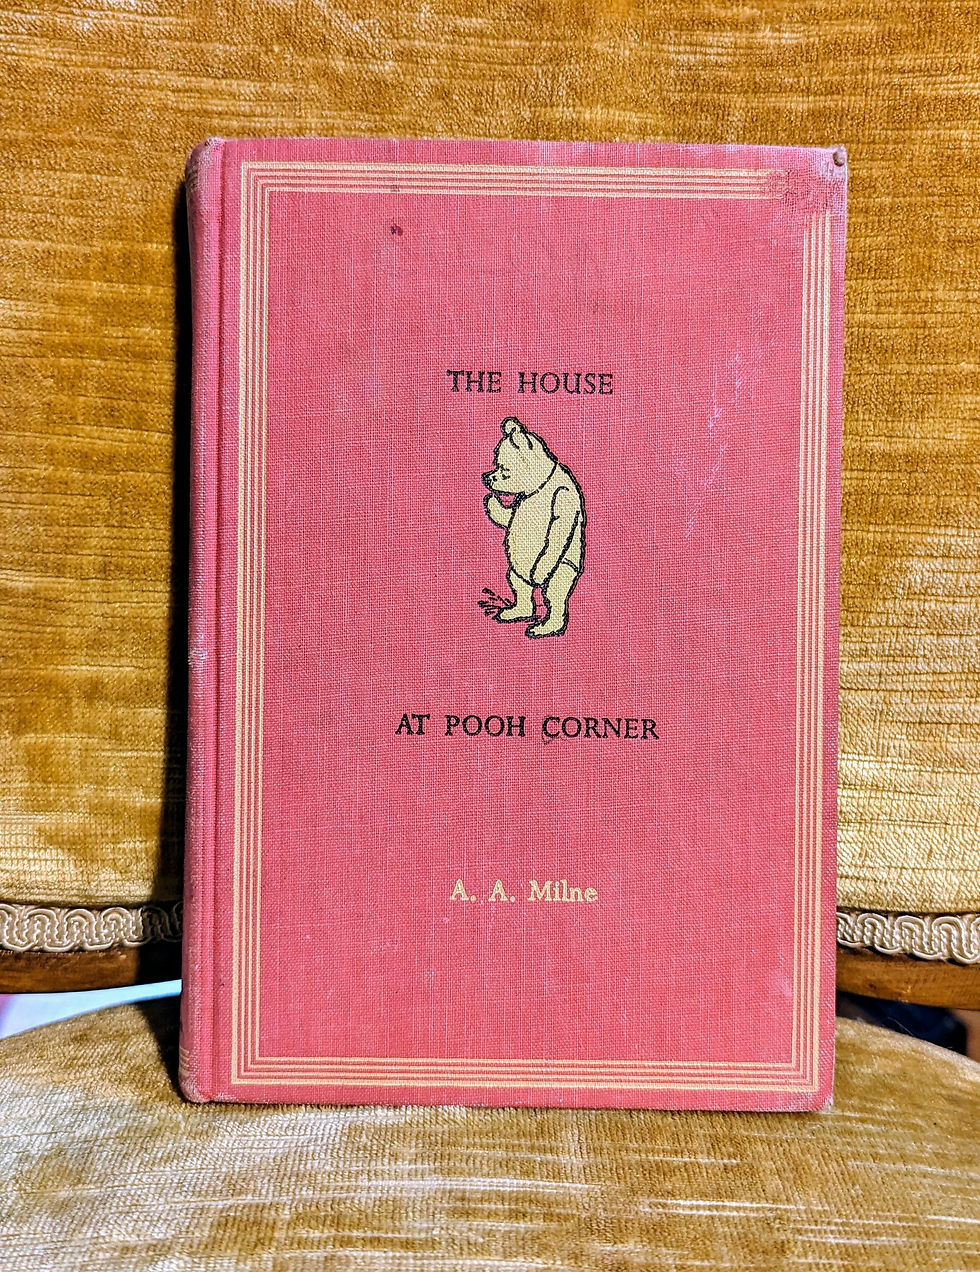 THE HOUSE
AT POOH CORNER
A. A. Milne